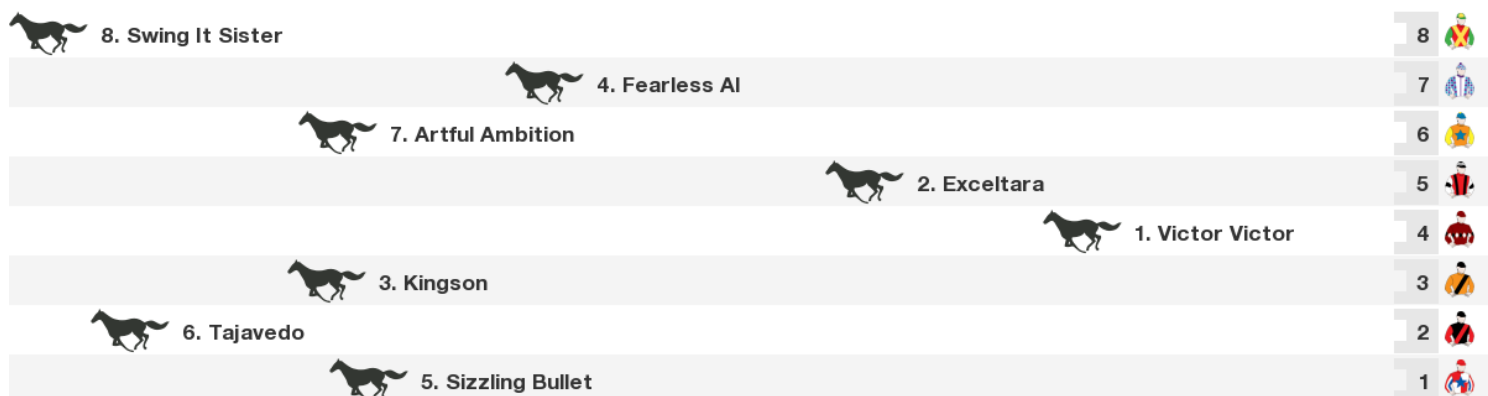 8. Swing It Sister 8
4. Fearless Al 7
7. Artful Ambition 6
2. Exceltara 5
1. Victor Victor 4
3. Kingson 3
6. Tajavedo 2
5. Sizzling Bullet 1